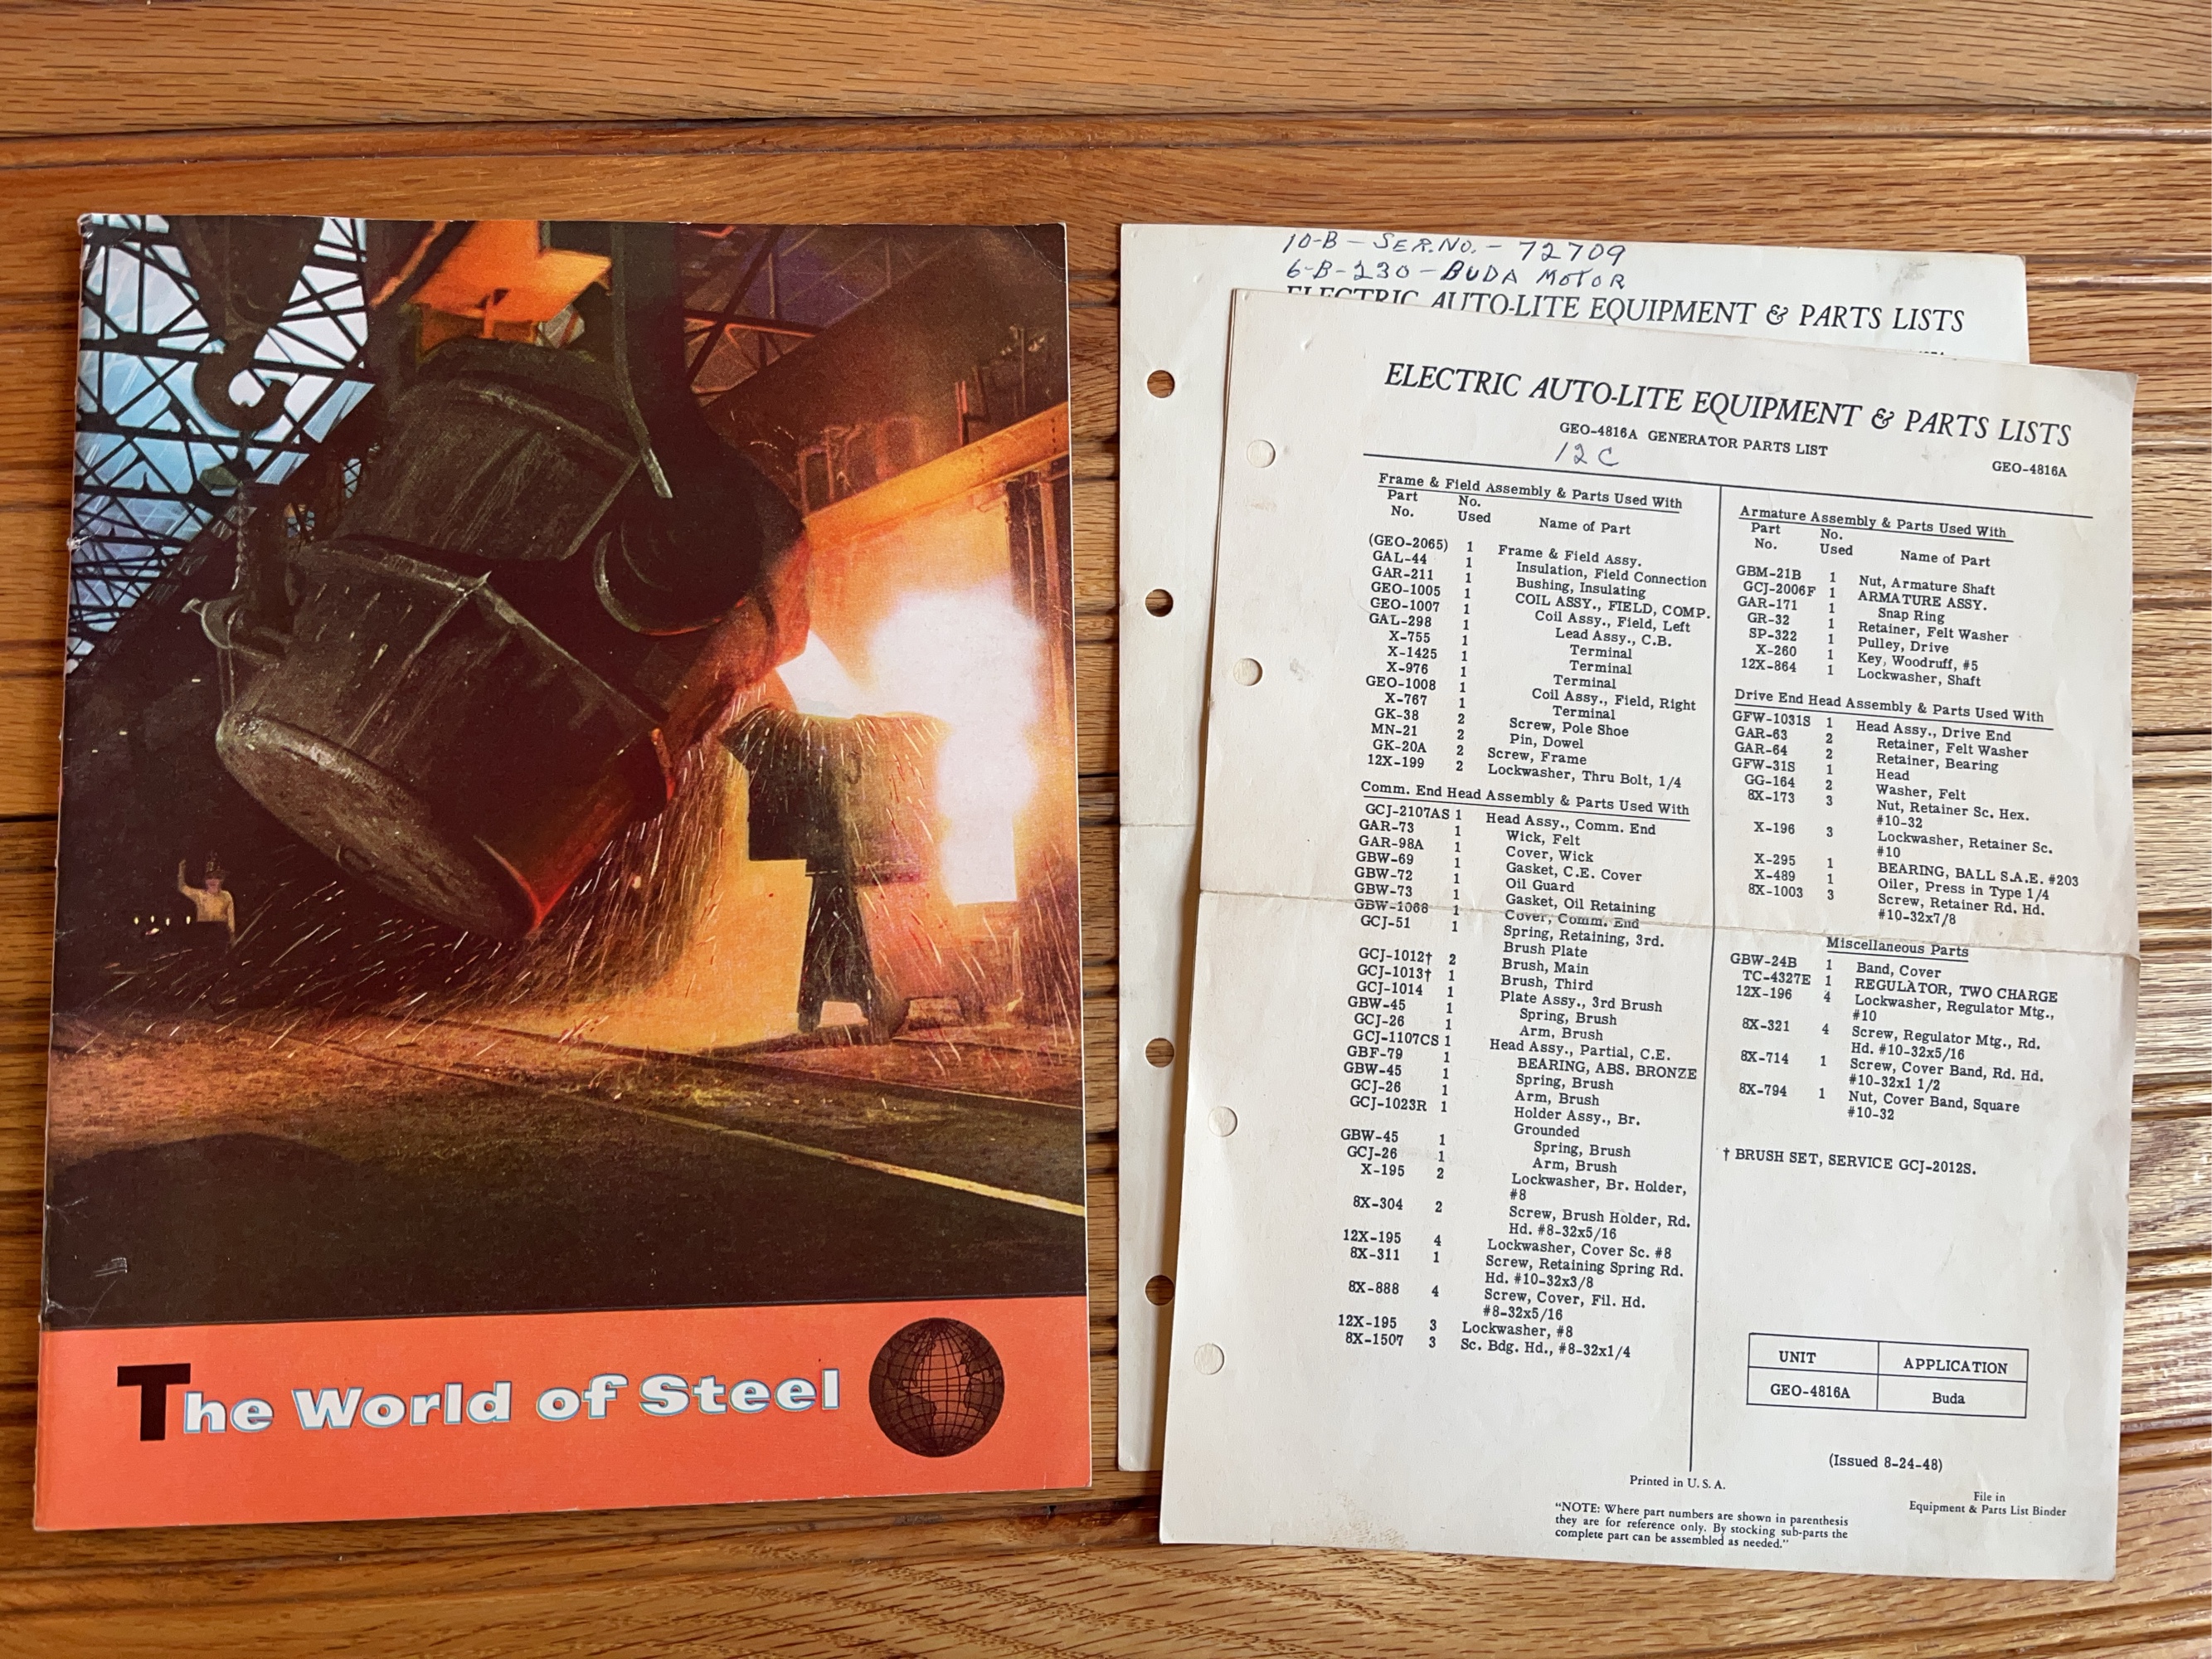 The World of Steel
10-B - SER.NO. - 72709
6-B-230 - BUDA MOTOR
ELECTRIC AUTO-LITE EQUIPMENT & PARTS LISTS
ELECTRIC AUTO-LITE EQUIPMENT & PARTS LISTS
GEO-4816A GENERATOR PARTS LIST
12C
GEO-4816A
Frame & Field Assembly & Parts Used With
Part No. Name of Part
No. Used
(GEO-2065) 1 Frame & Field Assy.
GAL-44 1 Insulation, Field Connection
GAR-211 1 Bushing, Insulating
GEO-1005 1 COIL ASSY., FIELD, COMP.
GEO-1007 1 Coil Assy., Field, Left
GAL-298 1 Lead Assy., C.B.
X-755 1 Terminal
X-1425 1 Terminal
X-976 1 Terminal
GEO-1008 1 Coil Assy., Field, Right
X-767 1 Terminal
GK-38 2 Screw, Pole Shoe
MN-21 2 Pin, Dowel
GK-20A 2 Screw, Frame
12X-199 2 Lockwasher, Thru Bolt, 1/4
Comm. End Head Assembly & Parts Used With
GCJ-2107AS 1 Head Assy., Comm. End
GAR-73 1 Wick, Felt
GAR-98A 1 Cover, Wick
GBW-69 1 Gasket, C.E. Cover
GBW-72 1 Oil Guard
GBW-73 1 Gasket, Oil Retaining
GBW-1068 1 Cover, Comm. End
GCJ-51 1 Spring, Retaining, 3rd.
Brush Plate
GCJ-1012† 2 Brush, Main
GCJ-1013† 1 Brush, Third
GCJ-1014 1 Plate Assy., 3rd Brush
GBW-45 1 Spring, Brush
GCJ-26 1 Arm, Brush
GCJ-1107CS 1 Head Assy., Partial, C.E.
GBF-79 1 BEARING, ABS. BRONZE
GBW-45 1 Spring, Brush
GCJ-26 1 Arm, Brush
GCJ-1023R 1 Holder Assy., Br.
Grounded
GBW-45 1 Spring, Brush
GCJ-26 1 Arm, Brush
X-195 2 Lockwasher, Br. Holder,
#8
8X-304 2 Screw, Brush Holder, Rd.
Hd. #8-32x5/16
12X-195 4 Lockwasher, Cover Sc. #8
8X-311 1 Screw, Retaining Spring Rd.
Hd. #10-32x3/8
8X-888 4 Screw, Cover, Fil. Hd.
#8-32x5/16
12X-195 3 Lockwasher, #8
8X-1507 3 Sc. Bdg. Hd., #8-32x1/4
Armature Assembly & Parts Used With
Part No. Name of Part
No. Used
GBM-21B 1 Nut, Armature Shaft
GCJ-2006F 1 ARMATURE ASSY.
GAR-171 1 Snap Ring
GR-32 1 Retainer, Felt Washer
SP-322 1 Pulley, Drive
X-260 1 Key, Woodruff, #5
12X-864 1 Lockwasher, Shaft
Drive End Head Assembly & Parts Used With
GFW-1031S 1 Head Assy., Drive End
GAR-63 2 Retainer, Felt Washer
GAR-64 2 Retainer, Bearing
GFW-31S 1 Head
GG-164 2 Washer, Felt
8X-173 3 Nut, Retainer Sc. Hex.
#10-32
X-196 3 Lockwasher, Retainer Sc.
#10
X-295 1 BEARING, BALL S.A.E. #203
X-489 1 Oiler, Press in Type 1/4
8X-1003 3 Screw, Retainer Rd. Hd.
#10-32x7/8
Miscellaneous Parts
GBW-24B 1 Band, Cover
TC-4327E 1 REGULATOR, TWO CHARGE
12X-196 4 Lockwasher, Regulator Mtg.,
#10
8X-321 4 Screw, Regulator Mtg., Rd.
Hd. #10-32x5/16
8X-714 1 Screw, Cover Band, Rd. Hd.
#10-32x1 1/2
8X-794 1 Nut, Cover Band, Square
#10-32
† BRUSH SET, SERVICE GCJ-2012S.
UNIT APPLICATION
GEO-4816A Buda
(Issued 8-24-48)
Printed in U. S. A.
File in
Equipment & Parts List Binder
"NOTE: Where part numbers are shown in parenthesis
they are for reference only. By stocking sub-parts the
complete part can be assembled as needed."